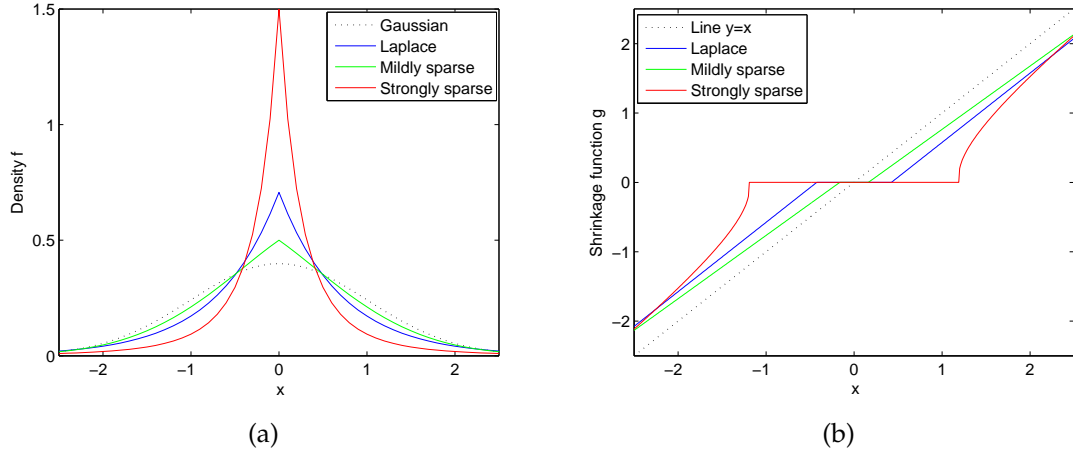 1.5
1
0.5
0
−2
−1
0
1
2
x
Density f
Gaussian
Laplace
Mildly sparse
Strongly sparse
(a)
2
1
0
−1
−2
−2
−1
0
1
2
x
Shrinkage function g
Line y=x
Laplace
Mildly sparse
Strongly sparse
(b)